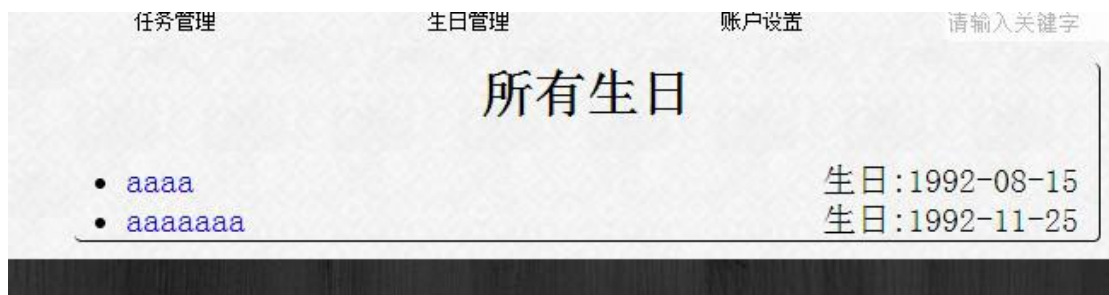 任务管理 生日管理 账户设置 请输入关键字
所有生日
aaaa 生日:1992-08-15
aaaaaaa 生日:1992-11-25